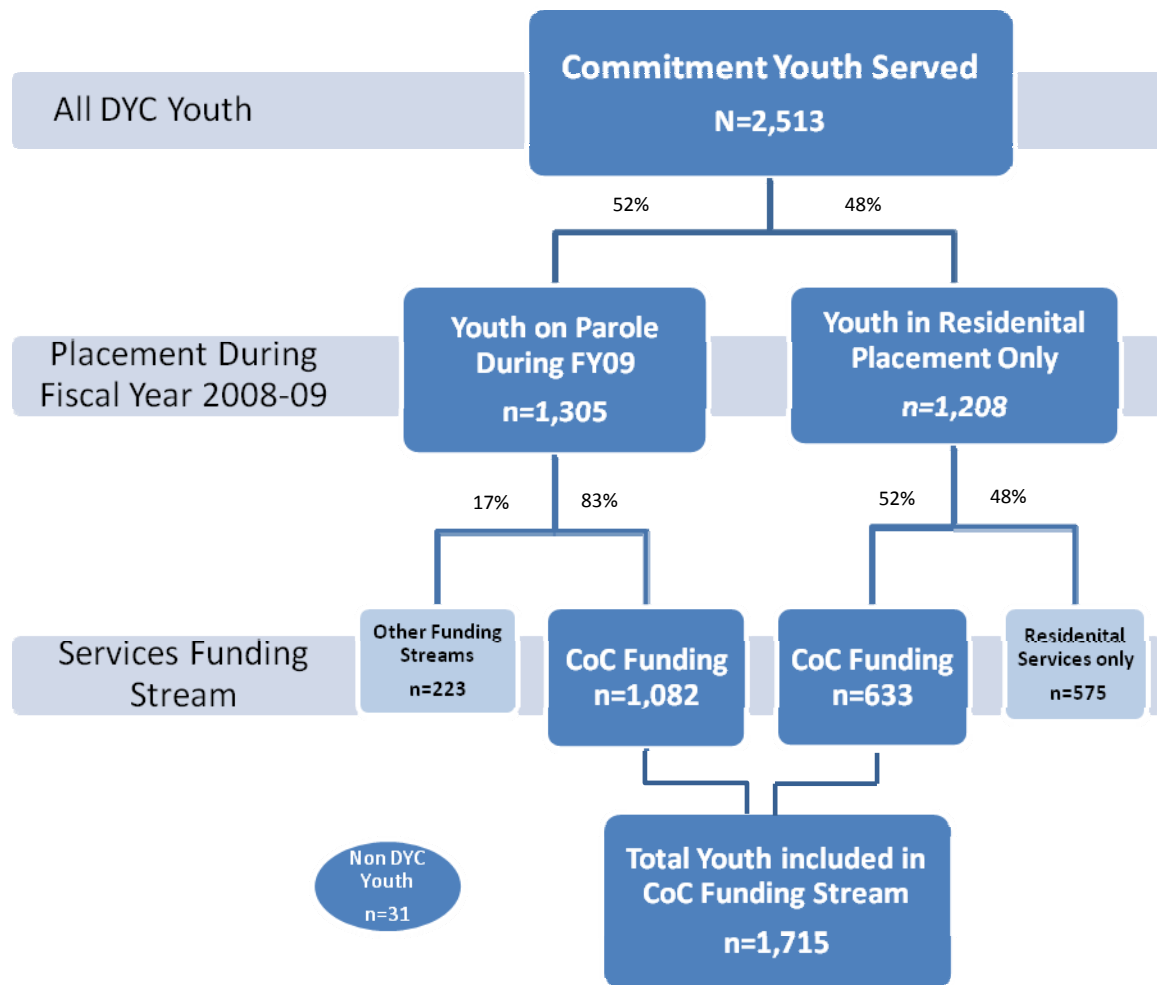 Commitment Youth Served
N=2,513
All DYC Youth
52%
48%
Placement During
Fiscal Year 2008-09
Youth on Parole
During FY09
n=1,305
Youth in Residenital
Placement Only
n=1,208
17%
83%
52%
48%
Services Funding
Stream
Other Funding
Streams
n=223
CoC Funding
n=1,082
CoC Funding
n=633
Residenital
Services only
n=575
Non DYC
Youth
n=31
Total Youth included in
CoC Funding Stream
n=1,715